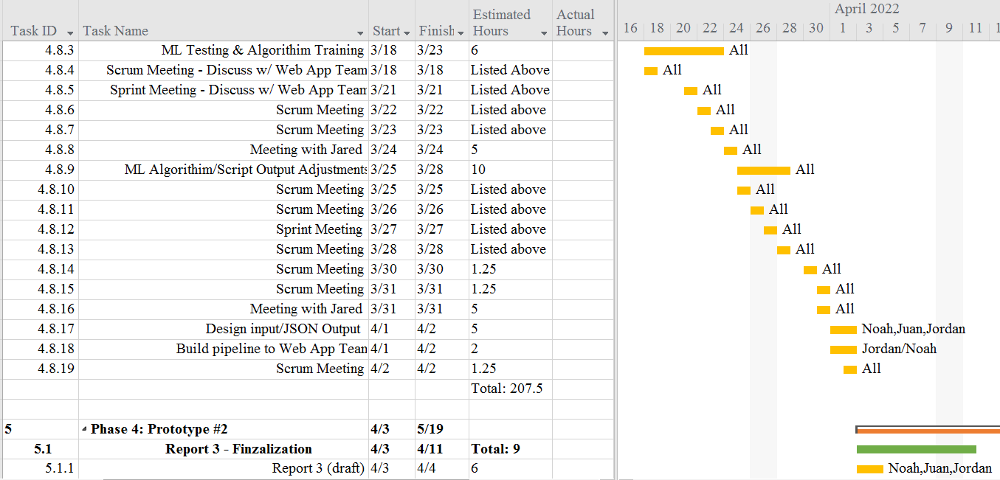 April 2022
Task ID Task Name Start Finish Estimated Hours Actual Hours 16 18 20 22 24 26 28 30 1 3 5 7 9 11 1
4.8.3 ML Testing & Algorithim Training 3/18 3/23 6 All
4.8.4 Scrum Meeting - Discuss w/ Web App Team 3/18 3/18 Listed Above All
4.8.5 Sprint Meeting - Discuss w/ Web App Team 3/21 3/21 Listed Above All
4.8.6 Scrum Meeting 3/22 3/22 Listed above All
4.8.7 Scrum Meeting 3/23 3/23 Listed above All
4.8.8 Meeting with Jared 3/24 3/24 5 All
4.8.9 ML Algorithim/Script Output Adjustments 3/25 3/28 10 All
4.8.10 Scrum Meeting 3/25 3/25 Listed above All
4.8.11 Scrum Meeting 3/26 3/26 Listed above All
4.8.12 Sprint Meeting 3/27 3/27 Listed above All
4.8.13 Scrum Meeting 3/28 3/28 Listed above All
4.8.14 Scrum Meeting 3/30 3/30 1.25 All
4.8.15 Scrum Meeting 3/31 3/31 1.25 All
4.8.16 Meeting with Jared 3/31 3/31 5 All
4.8.17 Design input/JSON Output 4/1 4/2 5 Noah,Juan,Jordan
4.8.18 Build pipeline to Web App Team 4/1 4/2 2 Jordan/Noah
4.8.19 Scrum Meeting 4/2 4/2 1.25 All
Total: 207.5
5 Phase 4: Prototype #2 4/3 5/19
5.1 Report 3 - Finzalization 4/3 4/11 Total: 9
5.1.1 Report 3 (draft) 4/3 4/4 6 Noah,Juan,Jordan